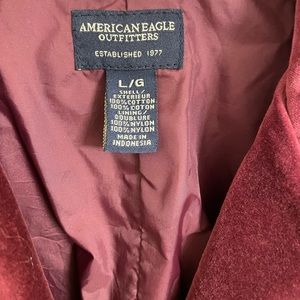 AMERICAN EAGLE
OUTFITTERS
ESTABLISHED 1977
L/G
SHELL/
EXTERIEUR
100% COTTON
100% COTON
LINING/
DOUBLURE
100% NYLON
100% NYLON
MADE IN
INDONESIA